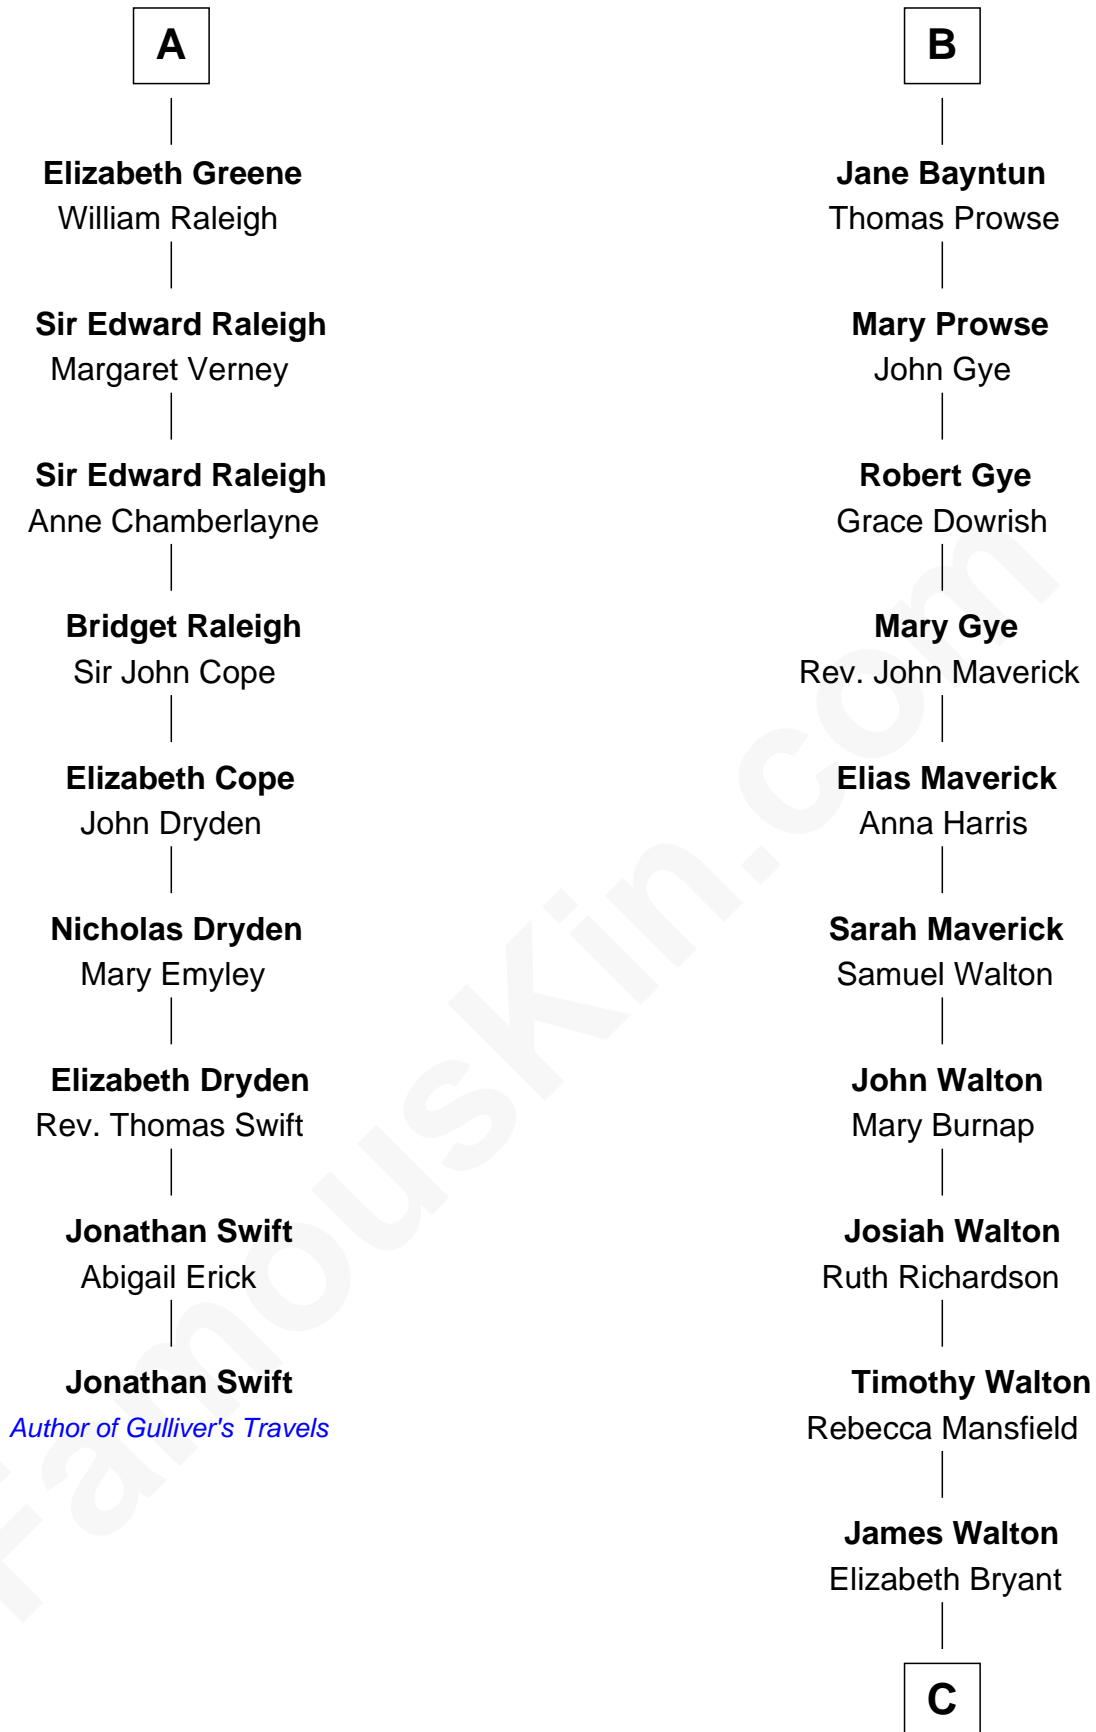 A
Elizabeth Greene
William Raleigh
Sir Edward Raleigh
Margaret Verney
Sir Edward Raleigh
Anne Chamberlayne
Bridget Raleigh
Sir John Cope
Elizabeth Cope
John Dryden
Nicholas Dryden
Mary Emyley
Elizabeth Dryden
Rev. Thomas Swift
Jonathan Swift
Abigail Erick
Jonathan Swift
Author of Gulliver's Travels
B
Jane Bayntun
Thomas Prowse
Mary Prowse
John Gye
Robert Gye
Grace Dowrish
Mary Gye
Rev. John Maverick
Elias Maverick
Anna Harris
Sarah Maverick
Samuel Walton
John Walton
Mary Burnap
Josiah Walton
Ruth Richardson
Timothy Walton
Rebecca Mansfield
James Walton
Elizabeth Bryant
C
FamousKin.com